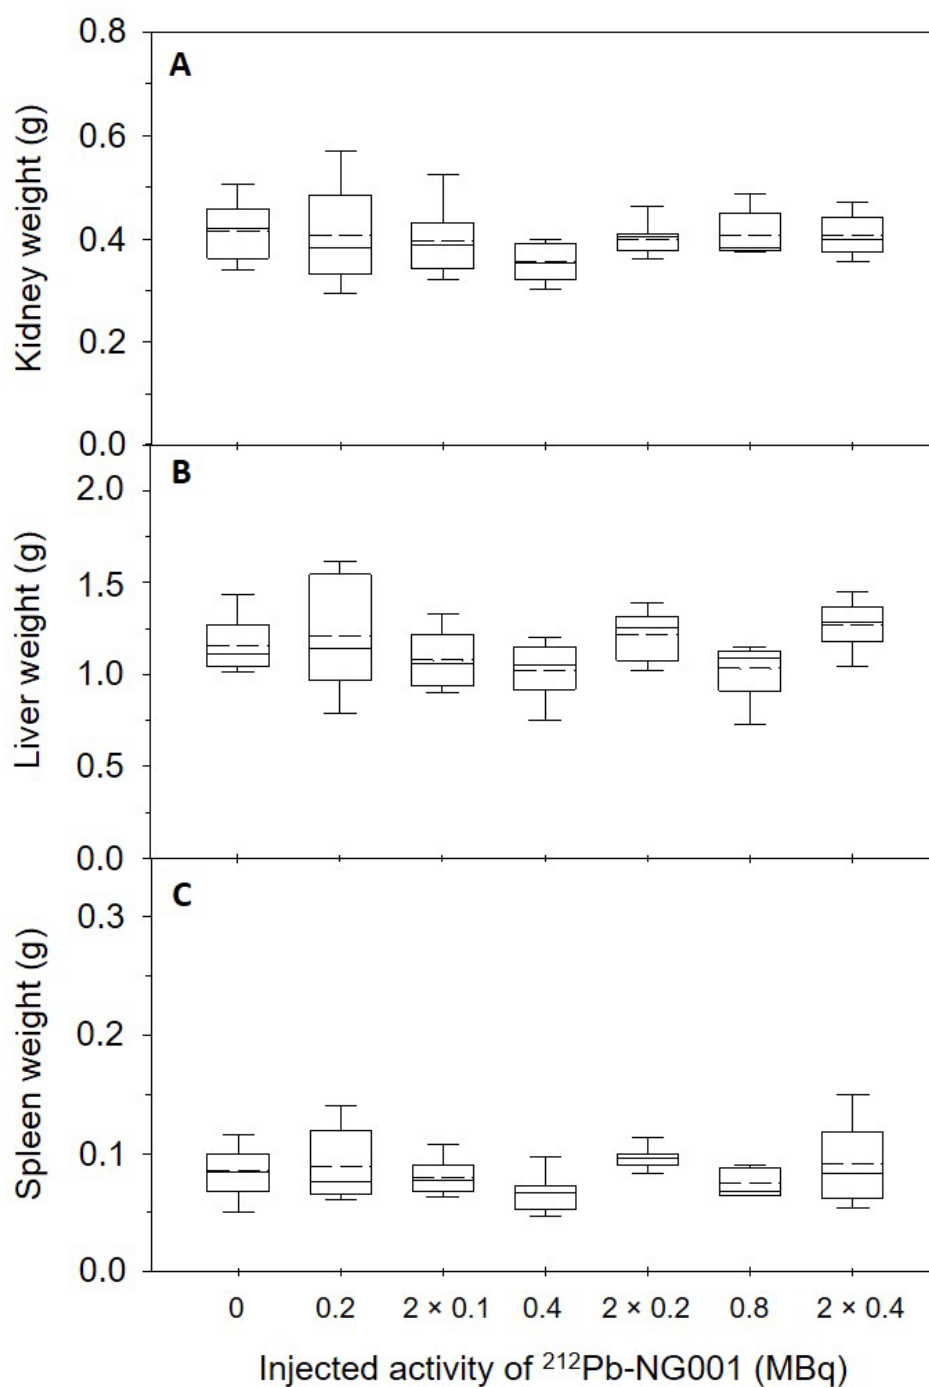 A
Kidney weight (g)
0.8
0.6
0.4
0.2
0.0
B
Liver weight (g)
2.0
1.5
1.0
0.5
0.0
C
Spleen weight (g)
0.3
0.2
0.1
0.0
0 0.2 2 × 0.1 0.4 2 × 0.2 0.8 2 × 0.4
Injected activity of ²¹²Pb-NG001 (MBq)